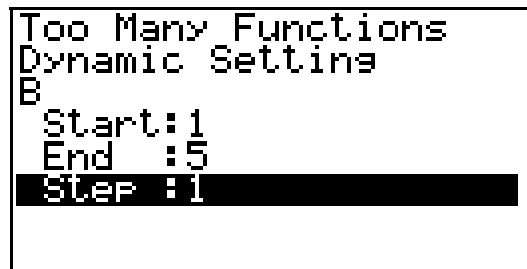 Too Many Functions
Dynamic Setting
B
Start:1
End  :5
Step :1